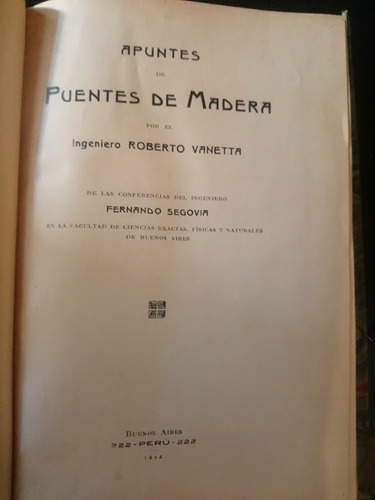 APUNTES
DE
PUENTES DE MADERA
POR EL
Ingeniero ROBERTO VANETTA
DE LAS CONFERENCIAS DEL INGENIERO
FERNANDO SEGOVIA
EN LA FACULTAD DE CIENCIAS EXACTAS, FÍSICAS Y NATURALES
DE BUENOS AIRES
BUENOS AIRES
222-PERÚ-222
1914